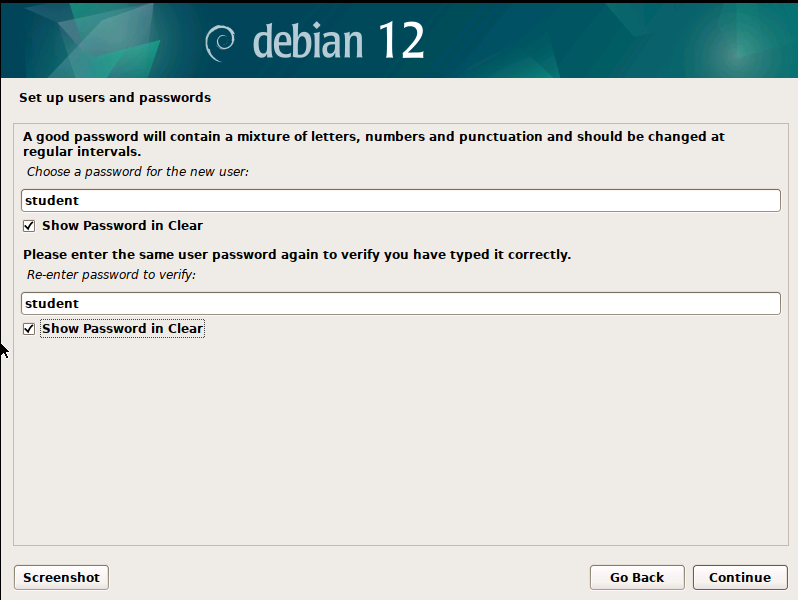 debian 12
Set up users and passwords
A good password will contain a mixture of letters, numbers and punctuation and should be changed at
regular intervals.
Choose a password for the new user:
student
Show Password in Clear
Please enter the same user password again to verify you have typed it correctly.
Re-enter password to verify:
student
Show Password in Clear
Screenshot
Go Back
Continue